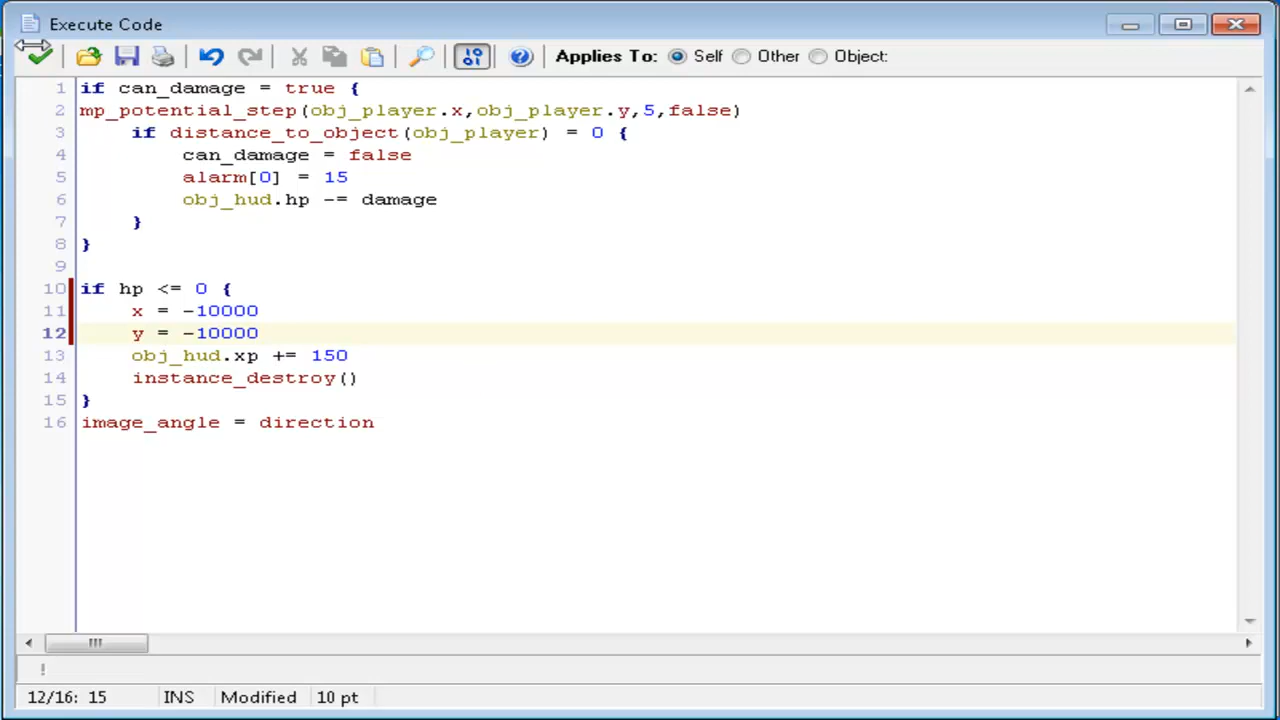 Execute Code
Applies To: Self Other Object:
1 if can_damage = true {
2 mp_potential_step(obj_player.x,obj_player.y,5,false)
3 if distance_to_object(obj_player) = 0 {
4 can_damage = false
5 alarm[0] = 15
6 obj_hud.hp -= damage
7 }
8 }
9
10 if hp <= 0 {
11 x = -10000
12 y = -10000
13 obj_hud.xp += 150
14 instance_destroy()
15 }
16 image_angle = direction
!
12/16: 15 INS Modified 10 pt